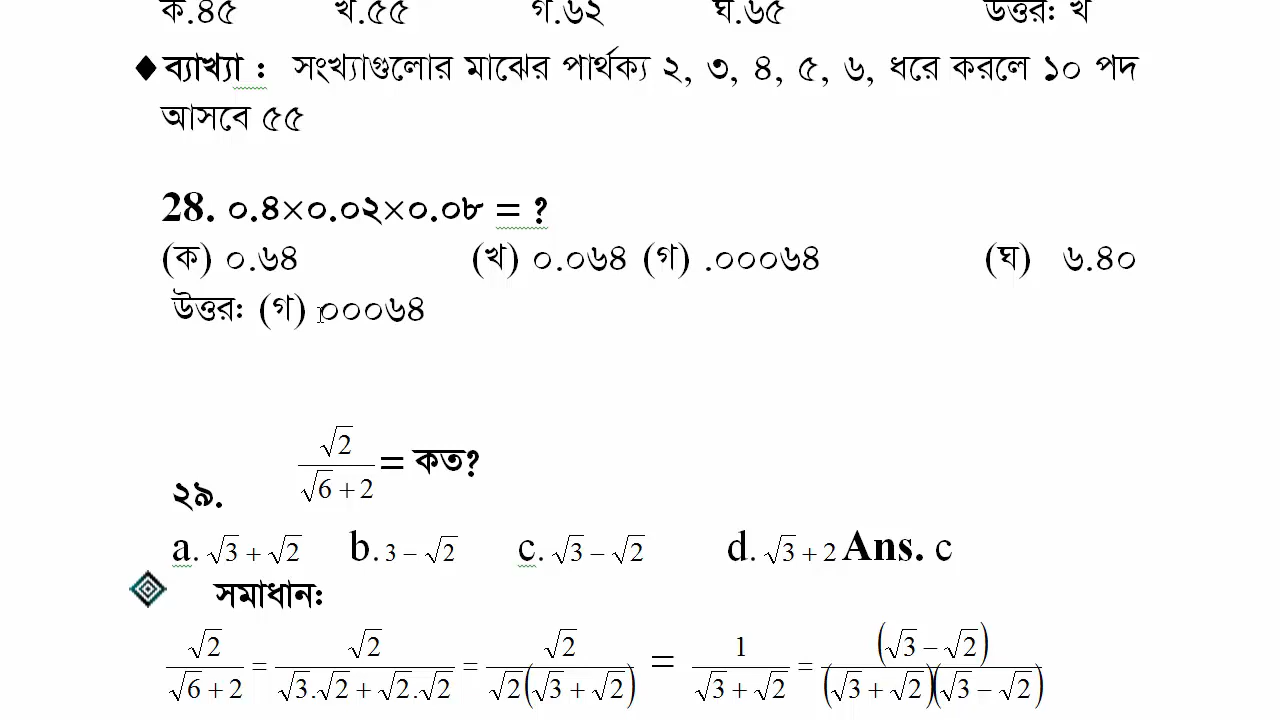 ক.৪৫ খ.৫৫ গ.৬২ ঘ.৬৫ উত্তর: খ
♦ব্যাখ্যা : সংখ্যাগুলোর মাঝের পার্থক্য ২, ৩, ৪, ৫, ৬, ধরে করলে ১০ পদ
আসবে ৫৫
28. ০.৪×০.০২×০.০৮ = ?
(ক) ০.৬৪ (খ) ০.০৬৪ (গ) .০০০৬৪ (ঘ) ৬.৪০
উত্তর: (গ) ০০০৬৪
২৯. √2/(√6+2) = কত?
a. √3+√2 b. 3−√2 c. √3−√2 d. √3+2 Ans. c
সমাধান:
√2/(√6+2) = √2/(√3.√2+√2.√2) = √2/(√2(√3+√2)) = 1/(√3+√2) = (√3−√2)/((√3+√2)(√3−√2))